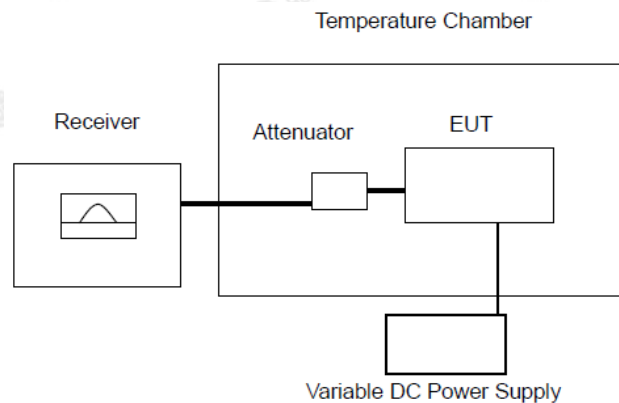 Temperature Chamber
Receiver
Attenuator
EUT
Variable DC Power Supply